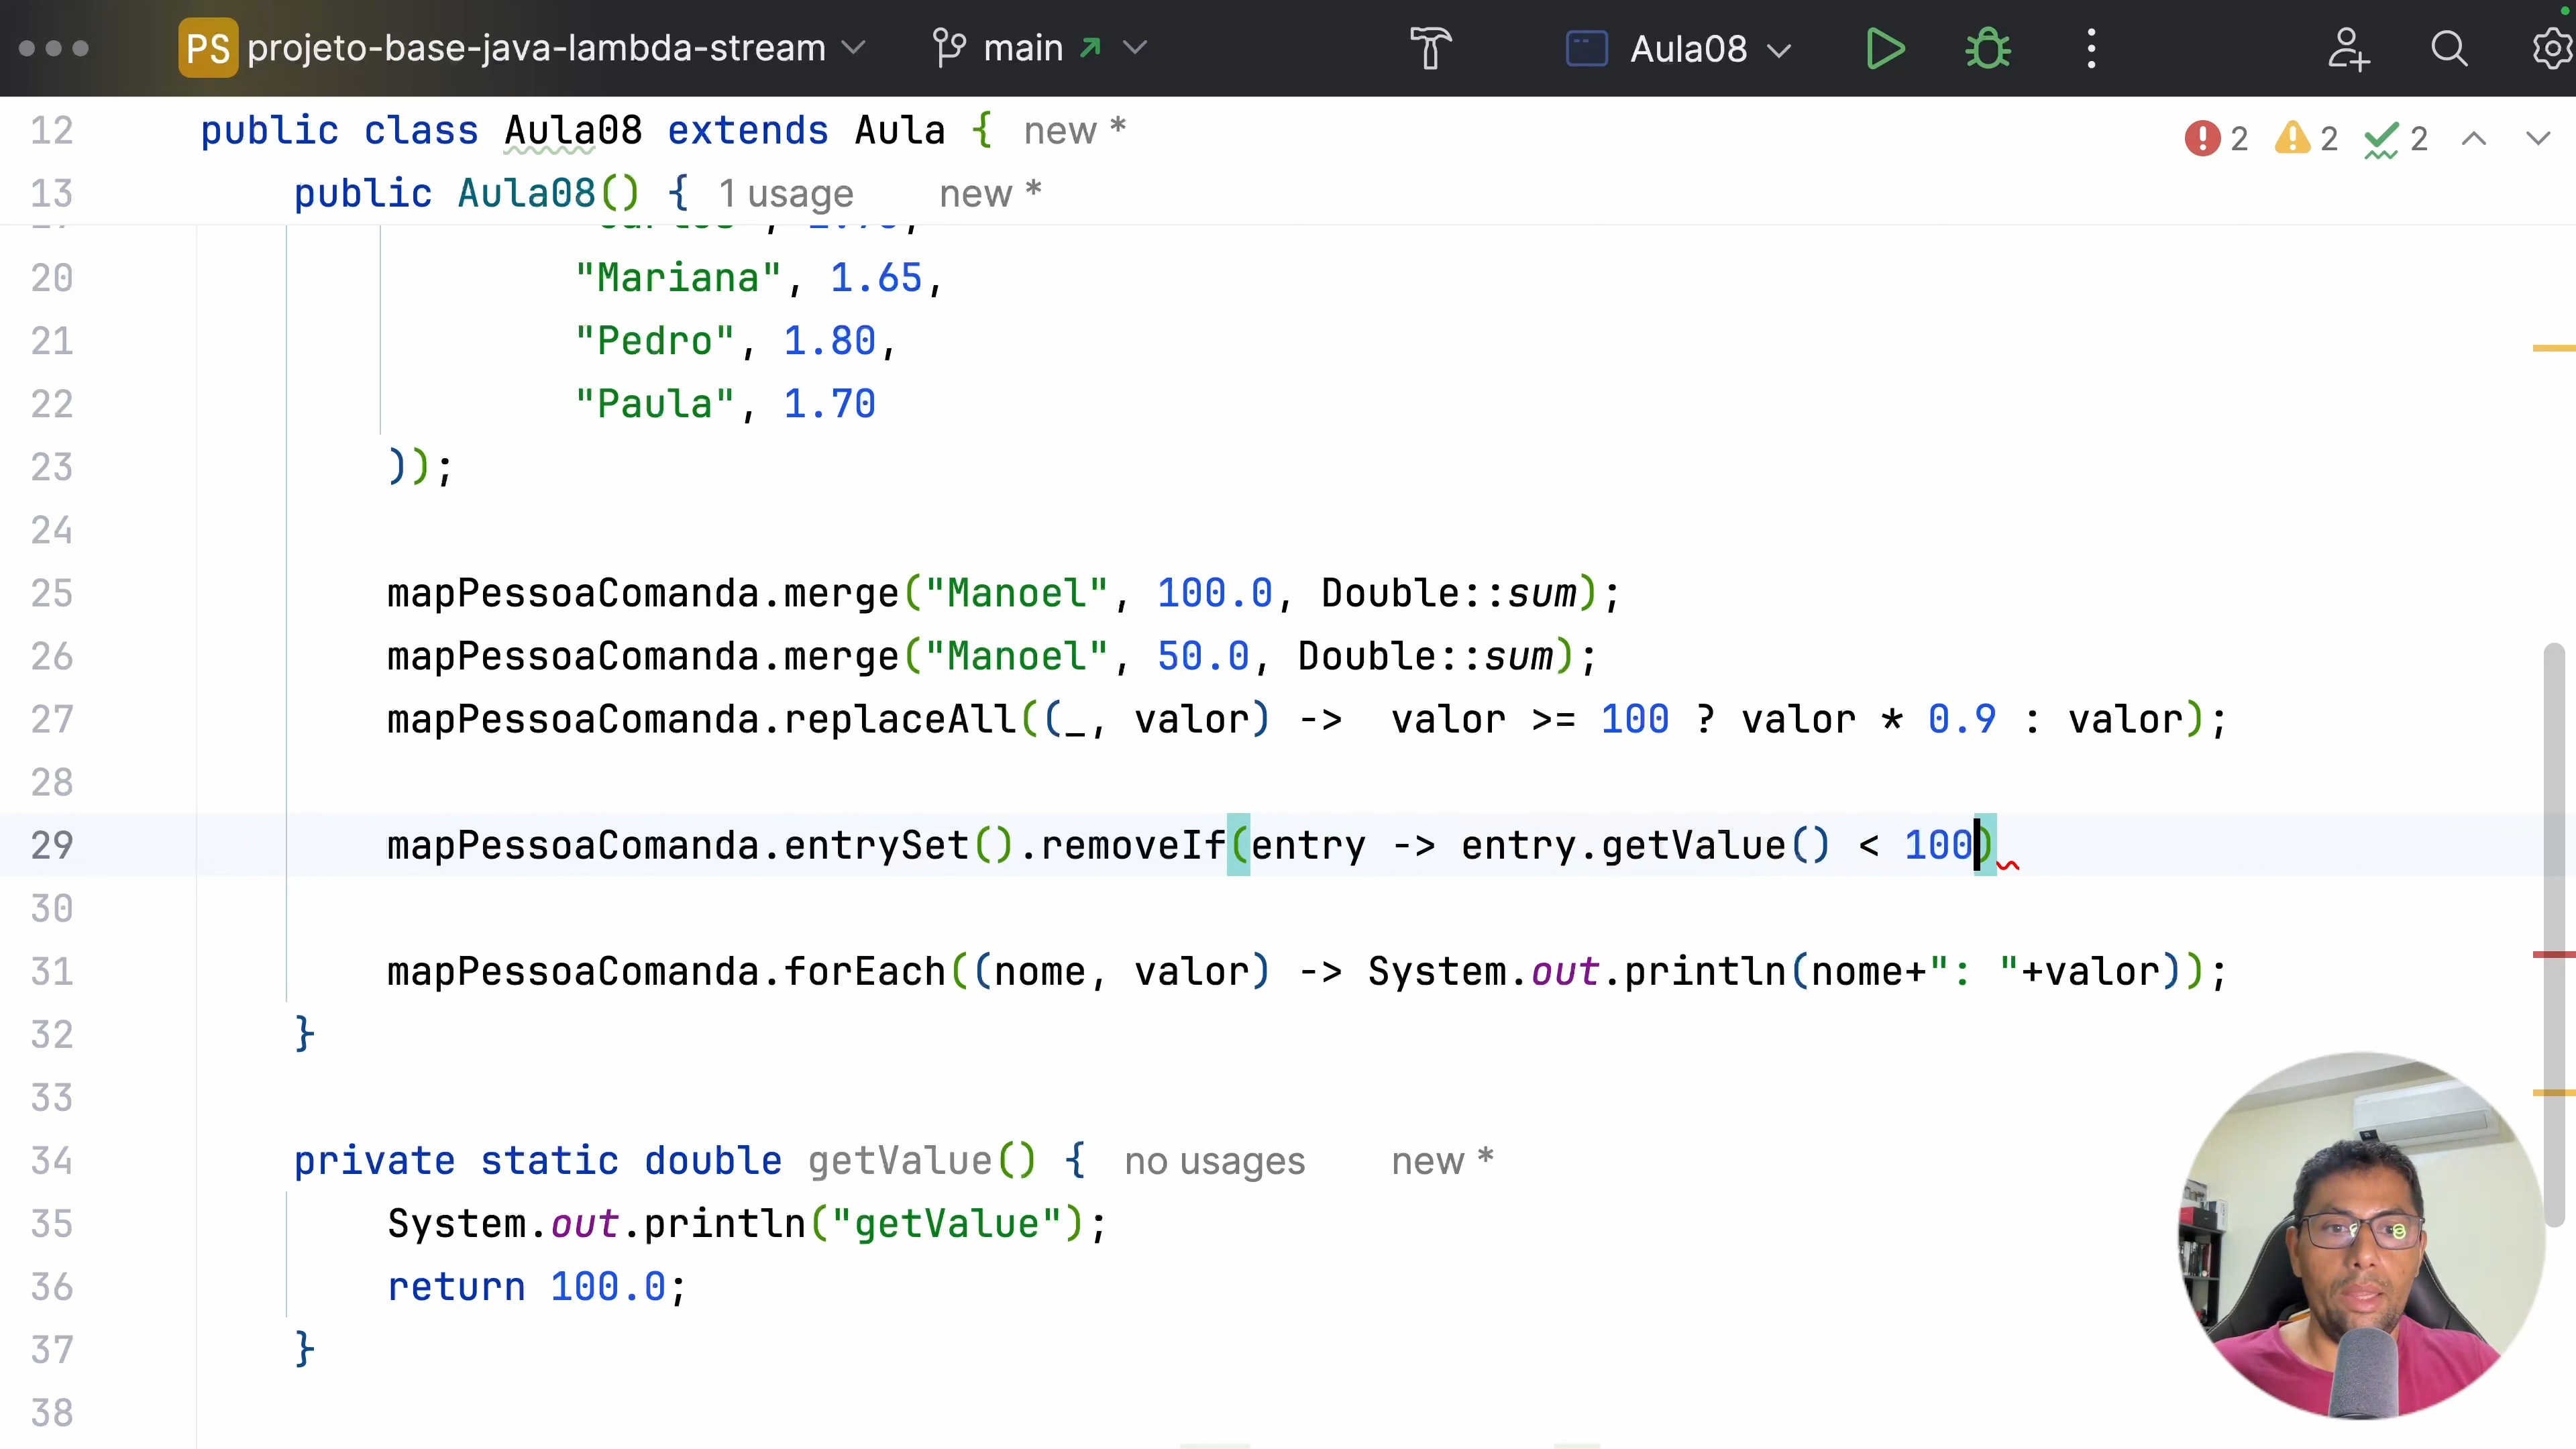 PS projeto-base-java-lambda-stream main Aula08
2 2 2
12 public class Aula08 extends Aula { new *
13 public Aula08() { 1 usage new *
20 "Mariana", 1.65,
21 "Pedro", 1.80,
22 "Paula", 1.70
23 ));
24
25 mapPessoaComanda.merge("Manoel", 100.0, Double::sum);
26 mapPessoaComanda.merge("Manoel", 50.0, Double::sum);
27 mapPessoaComanda.replaceAll((_, valor) -> valor >= 100 ? valor * 0.9 : valor);
28
29 mapPessoaComanda.entrySet().removeIf(entry -> entry.getValue() < 100)
30
31 mapPessoaComanda.forEach((nome, valor) -> System.out.println(nome+": "+valor));
32 }
33
34 private static double getValue() { no usages new *
35 System.out.println("getValue");
36 return 100.0;
37 }
38